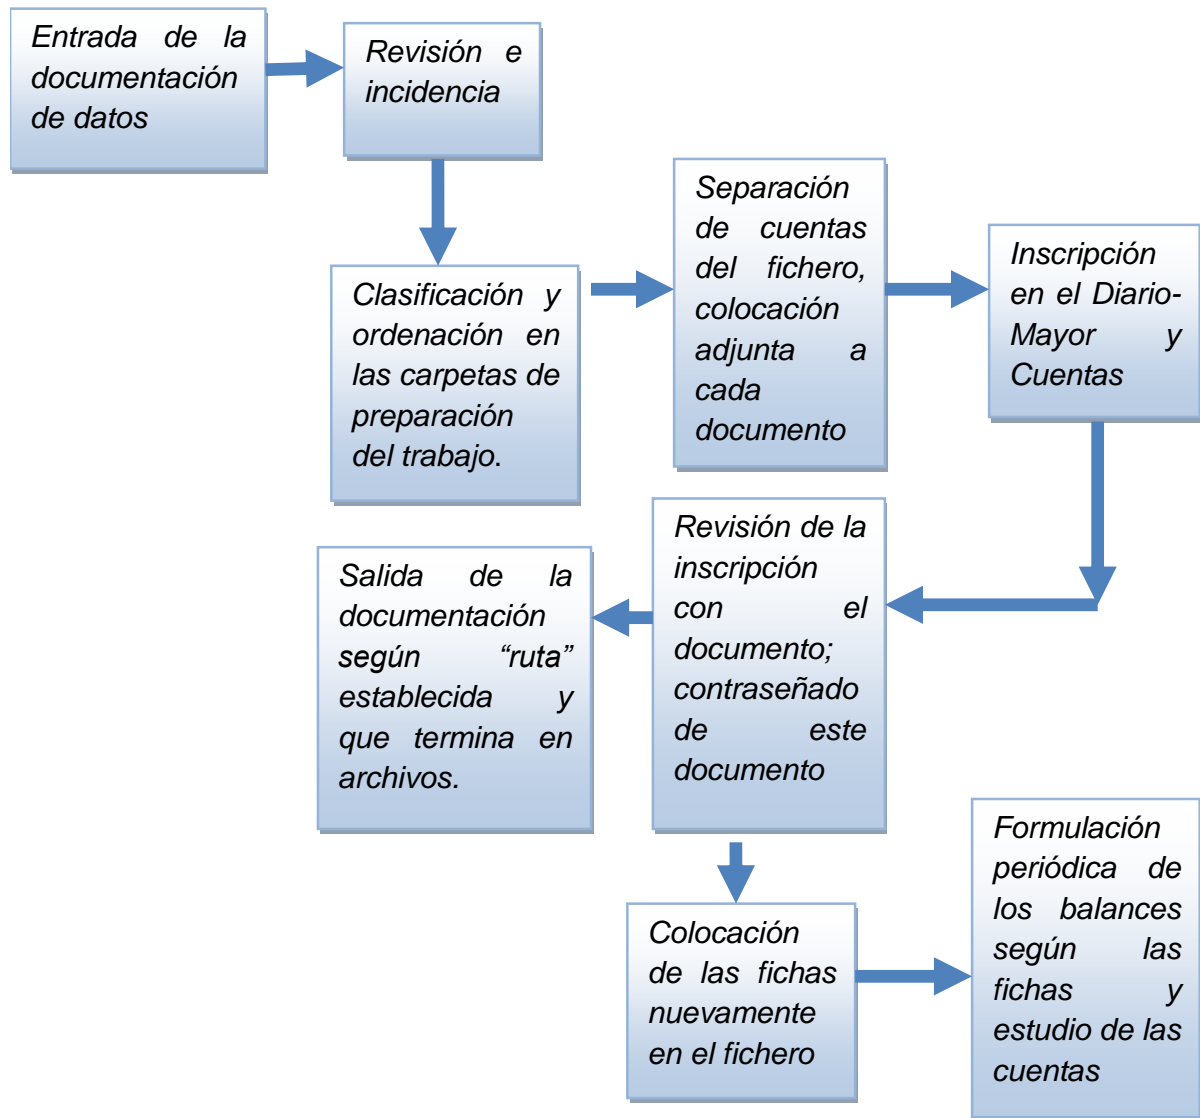 Entrada de la
documentación
de datos
Revisión e
incidencia
Clasificación y
ordenación en
las carpetas de
preparación
del trabajo.
Separación
de cuentas
del fichero,
colocación
adjunta a
cada
documento
Inscripción
en el Diario-
Mayor y
Cuentas
Revisión de la
inscripción
con el
documento;
contraseñado
de este
documento
Salida de la
documentación
según “ruta”
establecida y
que termina en
archivos.
Colocación
de las fichas
nuevamente
en el fichero
Formulación
periódica de
los balances
según las
fichas y
estudio de las
cuentas